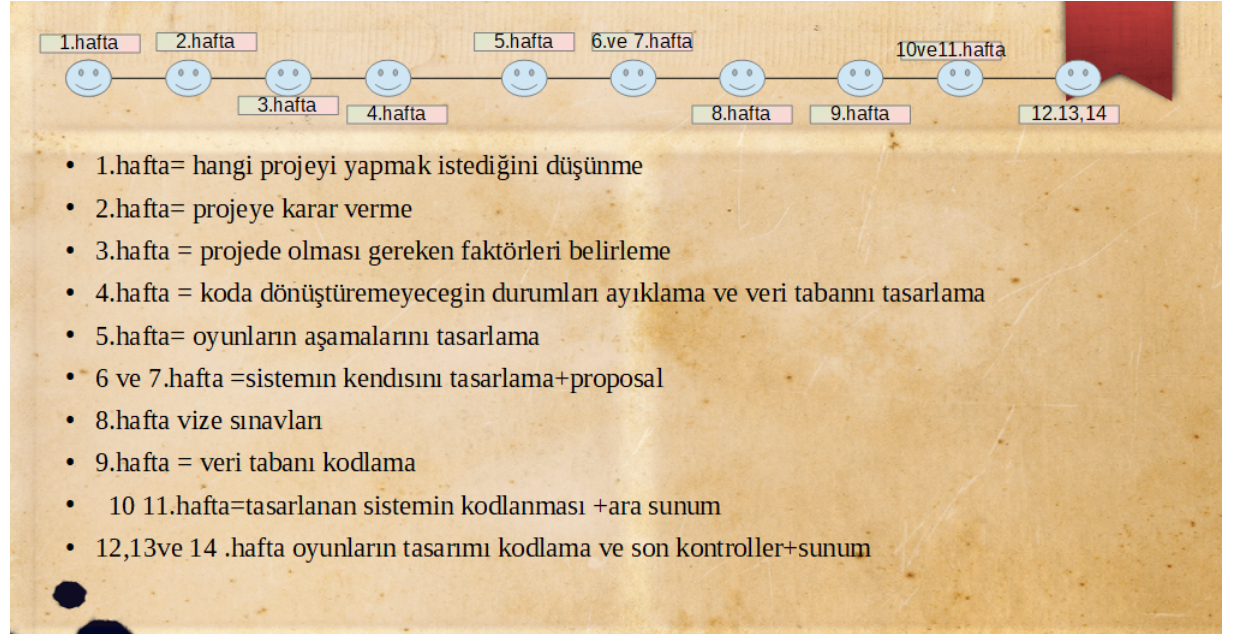 1.hafta
2.hafta
3.hafta
4.hafta
5.hafta
6.ve 7.hafta
8.hafta
9.hafta
10ve11.hafta
12.13,14
• 1.hafta= hangi projeyi yapmak istediğini düşünme
• 2.hafta= projeye karar verme
• 3.hafta = projede olması gereken faktörleri belirleme
• 4.hafta = koda dönüştüremeyecegin durumları ayıklama ve veri tabannı tasarlama
• 5.hafta= oyunların aşamalarını tasarlama
• 6 ve 7.hafta =sistemın kendısını tasarlama+proposal
• 8.hafta vize sınavları
• 9.hafta = veri tabanı kodlama
• 10 11.hafta=tasarlanan sistemin kodlanması +ara sunum
• 12,13ve 14 .hafta oyunların tasarımı kodlama ve son kontroller+sunum